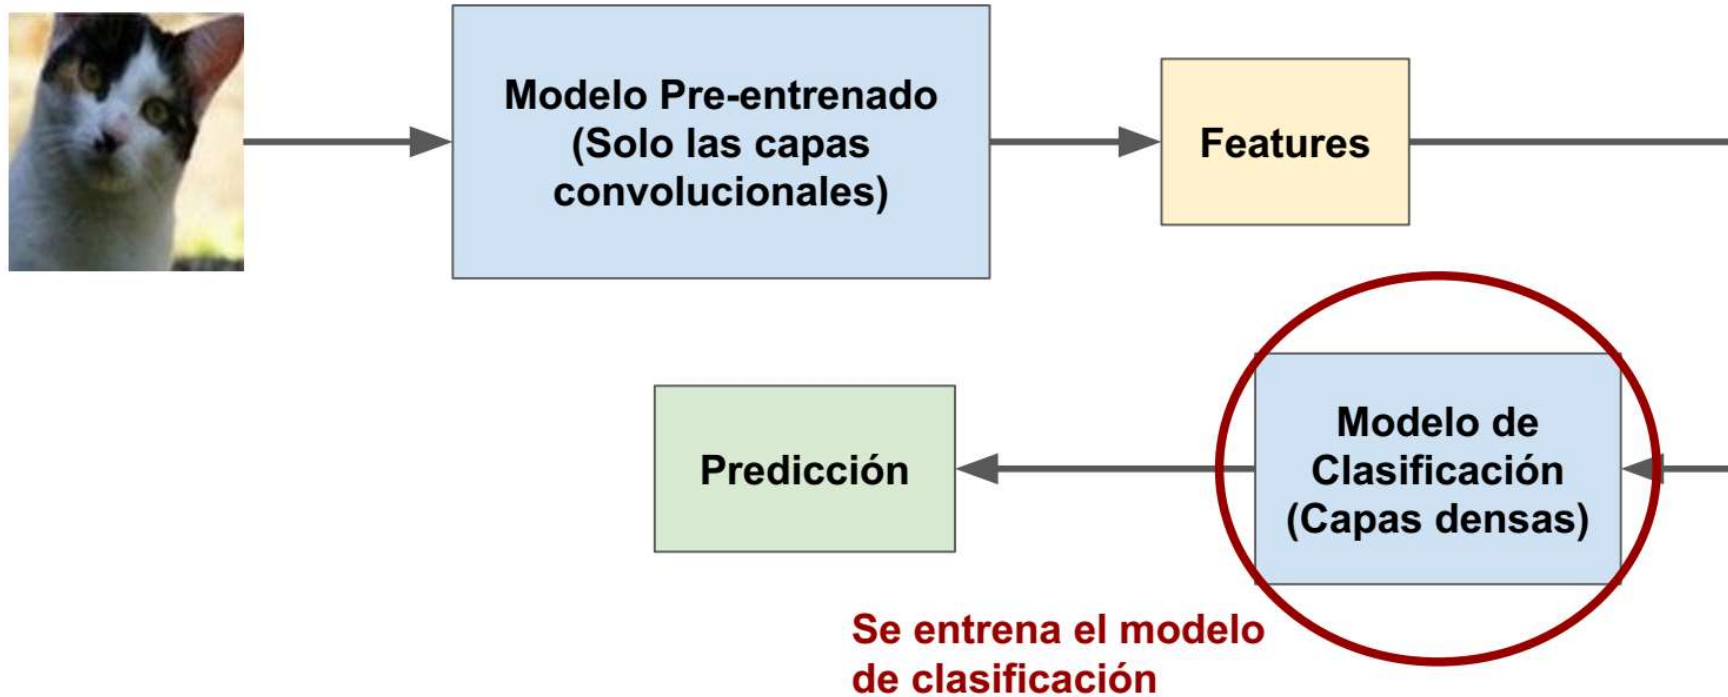 Modelo Pre-entrenado
(Solo las capas
convolucionales)
Features
Modelo de
Clasificación
(Capas densas)
Predicción
Se entrena el modelo
de clasificación